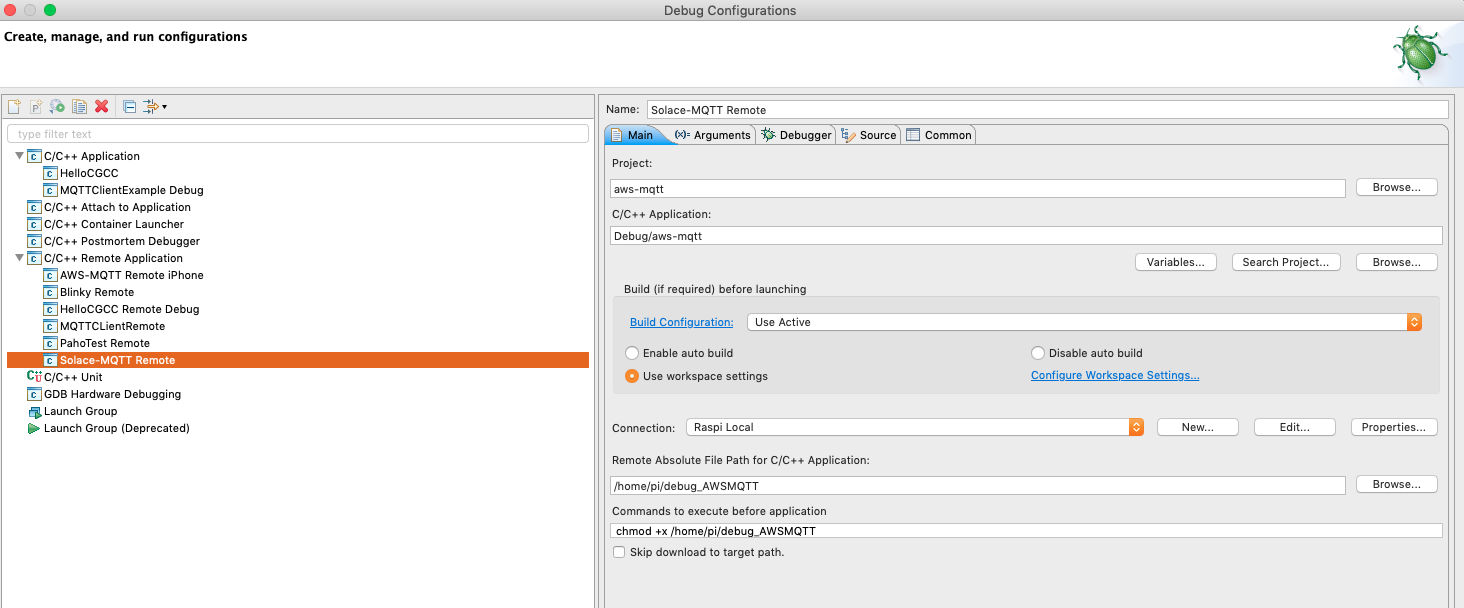 Debug Configurations
Create, manage, and run configurations
type filter text
C/C++ Application
HelloCGCC
MQTTClientExample Debug
C/C++ Attach to Application
C/C++ Container Launcher
C/C++ Postmortem Debugger
C/C++ Remote Application
AWS-MQTT Remote iPhone
Blinky Remote
HelloCGCC Remote Debug
MQTTCLientRemote
PahoTest Remote
Solace-MQTT Remote
C/C++ Unit
GDB Hardware Debugging
Launch Group
Launch Group (Deprecated)
Name: Solace-MQTT Remote
Main (x)= Arguments Debugger Source Common
Project:
aws-mqtt Browse...
C/C++ Application:
Debug/aws-mqtt
Variables... Search Project... Browse...
Build (if required) before launching
Build Configuration: Use Active
Enable auto build Disable auto build
Use workspace settings Configure Workspace Settings...
Connection: Raspi Local New... Edit... Properties...
Remote Absolute File Path for C/C++ Application:
/home/pi/debug_AWSMQTT Browse...
Commands to execute before application
chmod +x /home/pi/debug_AWSMQTT
Skip download to target path.